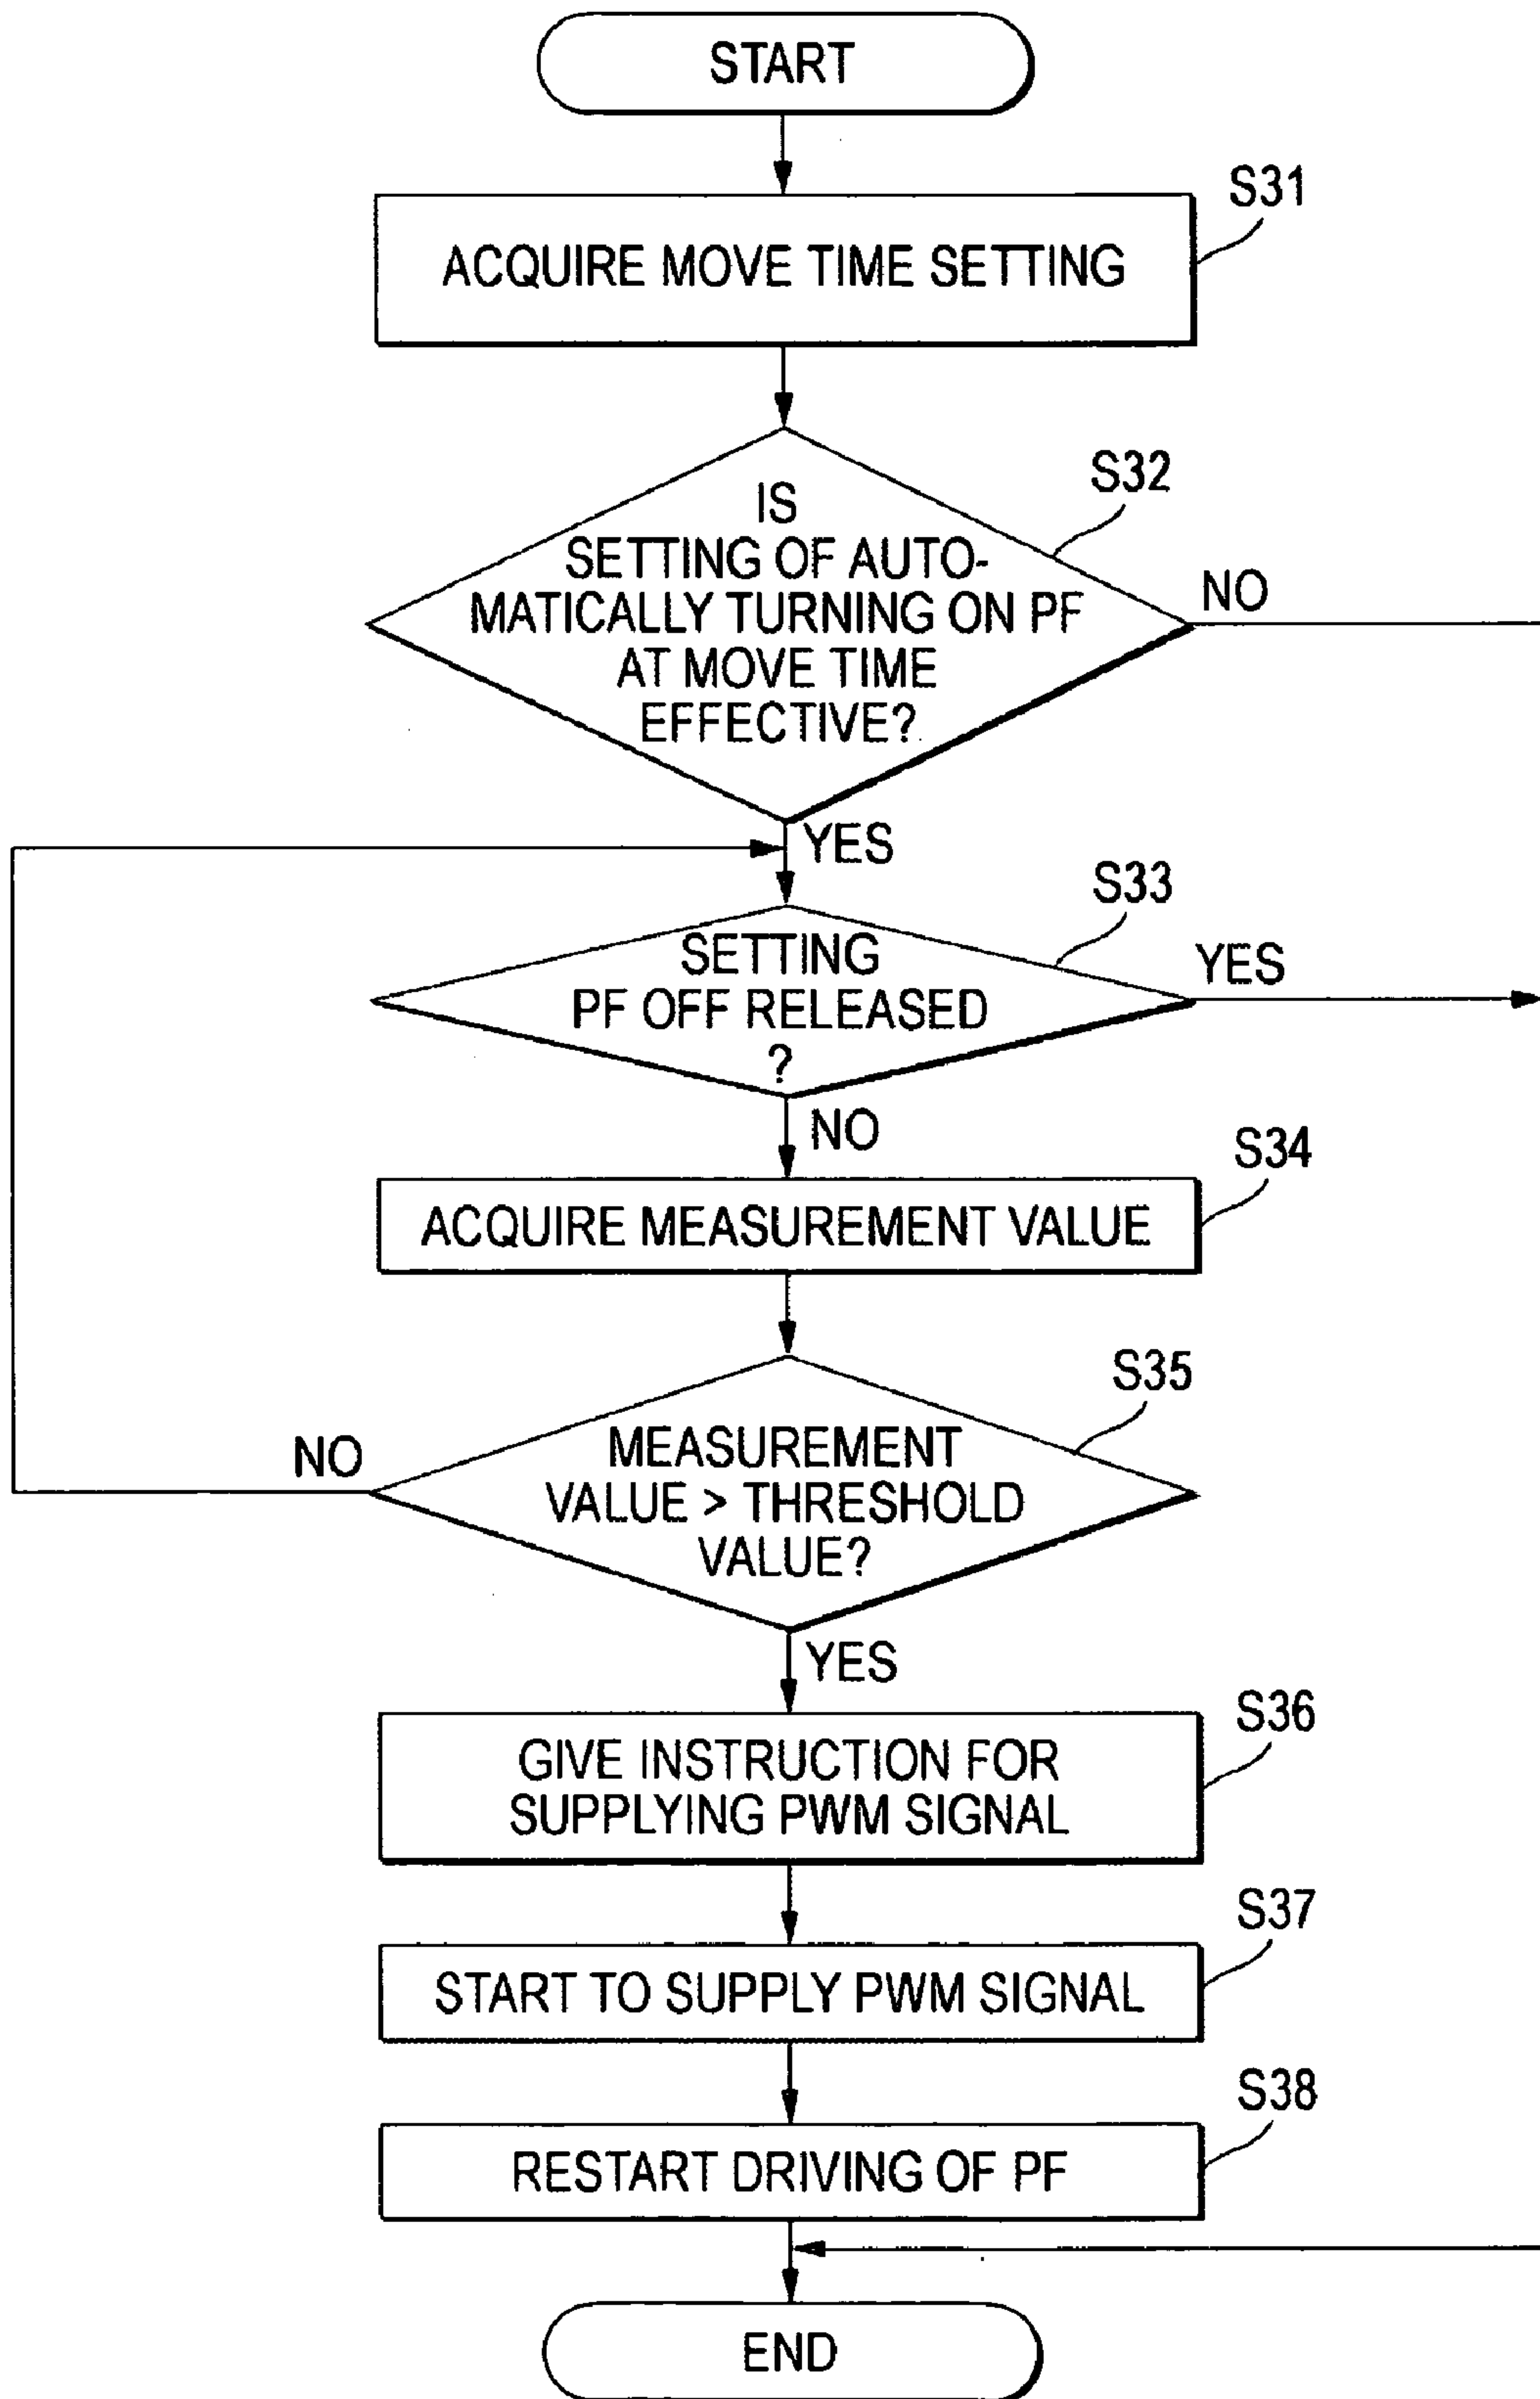 START
S31
ACQUIRE MOVE TIME SETTING
S32
IS
SETTING OF AUTO-
MATICALLY TURNING ON PF
AT MOVE TIME
EFFECTIVE?
NO
YES
S33
SETTING
PF OFF RELEASED
?
YES
NO
S34
ACQUIRE MEASUREMENT VALUE
S35
MEASUREMENT
VALUE > THRESHOLD
VALUE?
NO
YES
S36
GIVE INSTRUCTION FOR
SUPPLYING PWM SIGNAL
S37
START TO SUPPLY PWM SIGNAL
S38
RESTART DRIVING OF PF
END